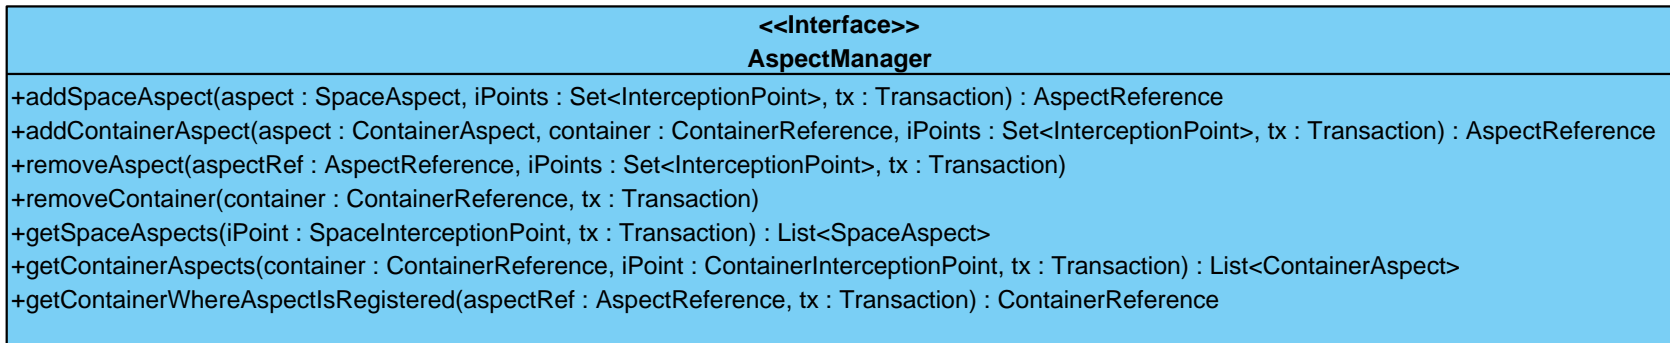 <<Interface>>
AspectManager
+addSpaceAspect(aspect : SpaceAspect, iPoints : Set<InterceptionPoint>, tx : Transaction) : AspectReference
+addContainerAspect(aspect : ContainerAspect, container : ContainerReference, iPoints : Set<InterceptionPoint>, tx : Transaction) : AspectReference
+removeAspect(aspectRef : AspectReference, iPoints : Set<InterceptionPoint>, tx : Transaction)
+removeContainer(container : ContainerReference, tx : Transaction)
+getSpaceAspects(iPoint : SpaceInterceptionPoint, tx : Transaction) : List<SpaceAspect>
+getContainerAspects(container : ContainerReference, iPoint : ContainerInterceptionPoint, tx : Transaction) : List<ContainerAspect>
+getContainerWhereAspectIsRegistered(aspectRef : AspectReference, tx : Transaction) : ContainerReference